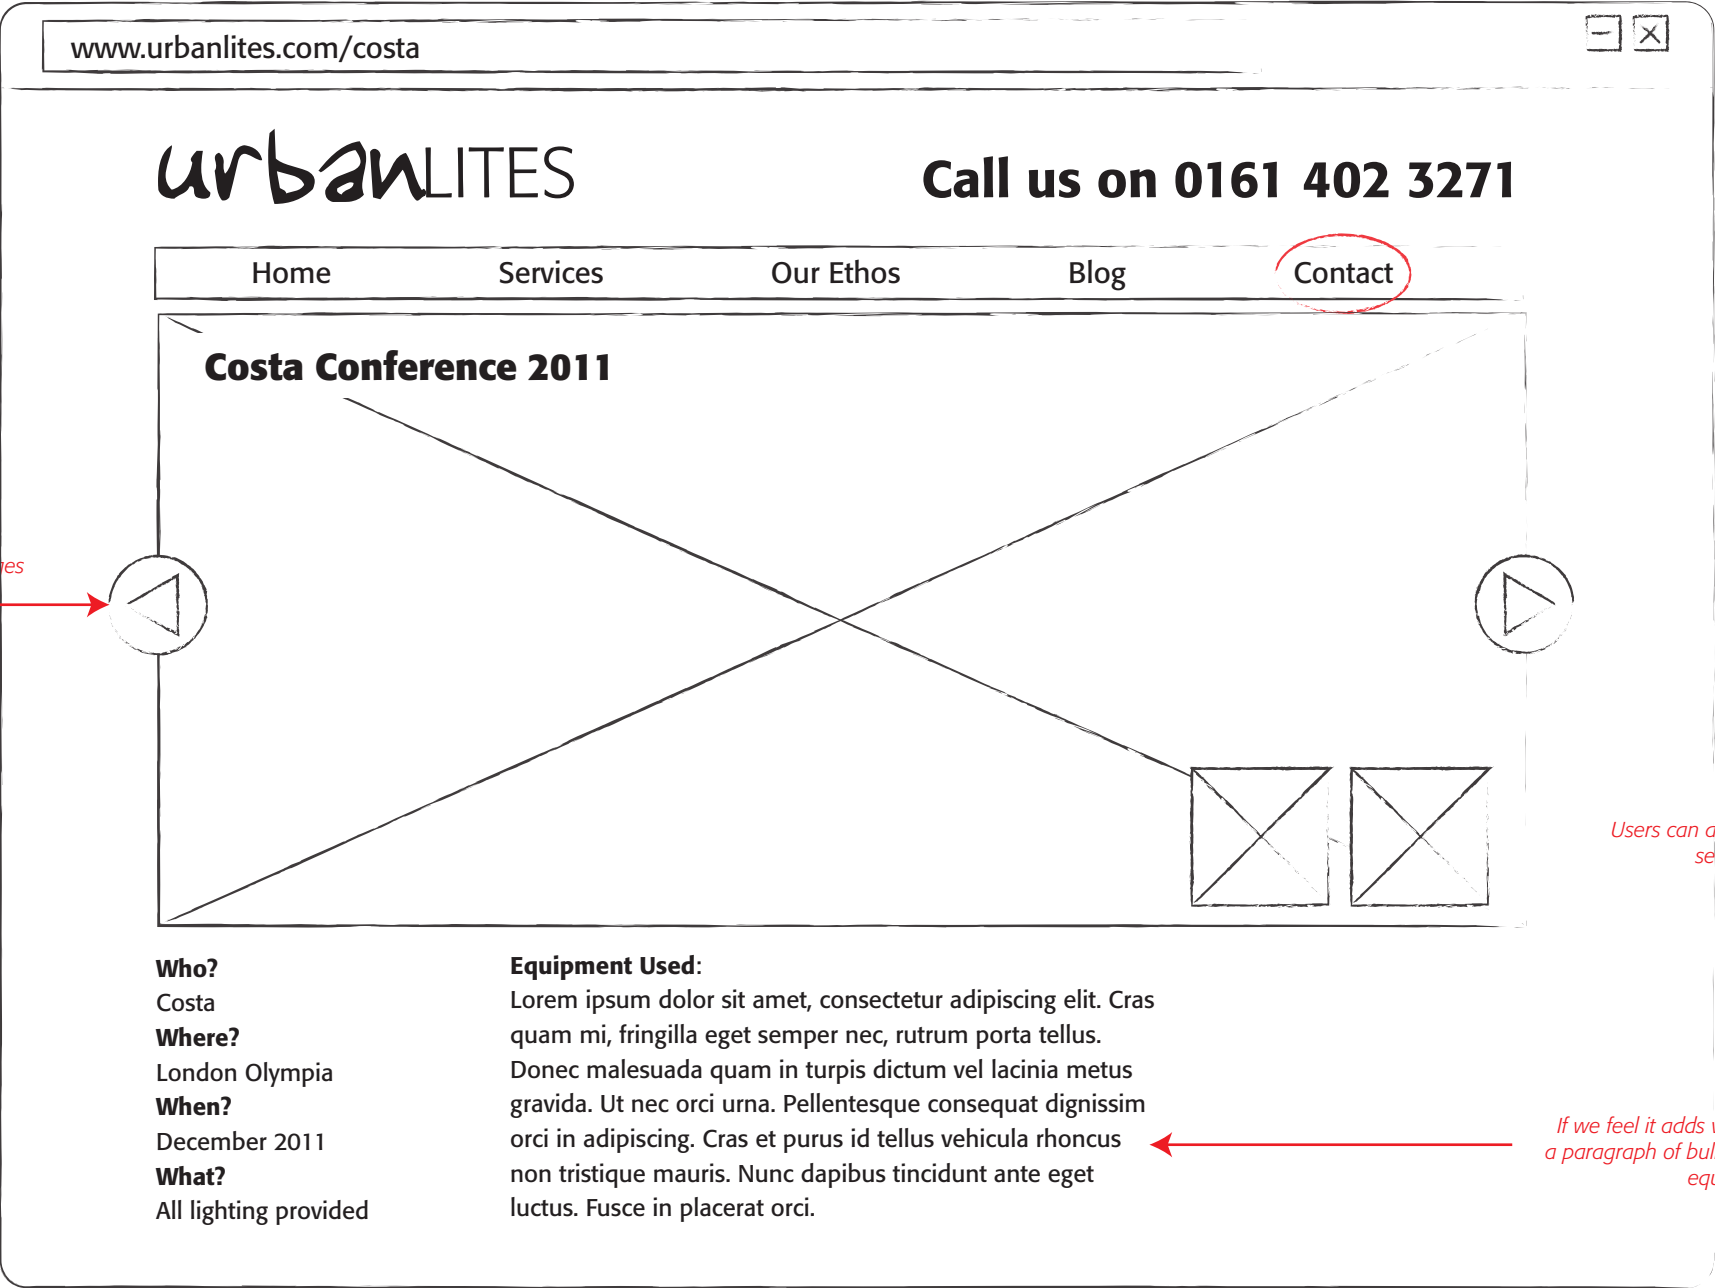 www.urbanlites.com/costa
urbanLITES
Call us on 0161 402 3271
Home Services Our Ethos Blog Contact
Costa Conference 2011
Users can
Who?
Costa
Where?
London Olympia
When?
December 2011
What?
All lighting provided
Equipment Used:
Lorem ipsum dolor sit amet, consectetur adipiscing elit. Cras
quam mi, fringilla eget semper nec, rutrum porta tellus.
Donec malesuada quam in turpis dictum vel lacinia metus
gravida. Ut nec orci urna. Pellentesque consequat dignissim
orci in adipiscing. Cras et purus id tellus vehicula rhoncus
non tristique mauris. Nunc dapibus tincidunt ante eget
luctus. Fusce in placerat orci.
If we feel it adds
a paragraph of